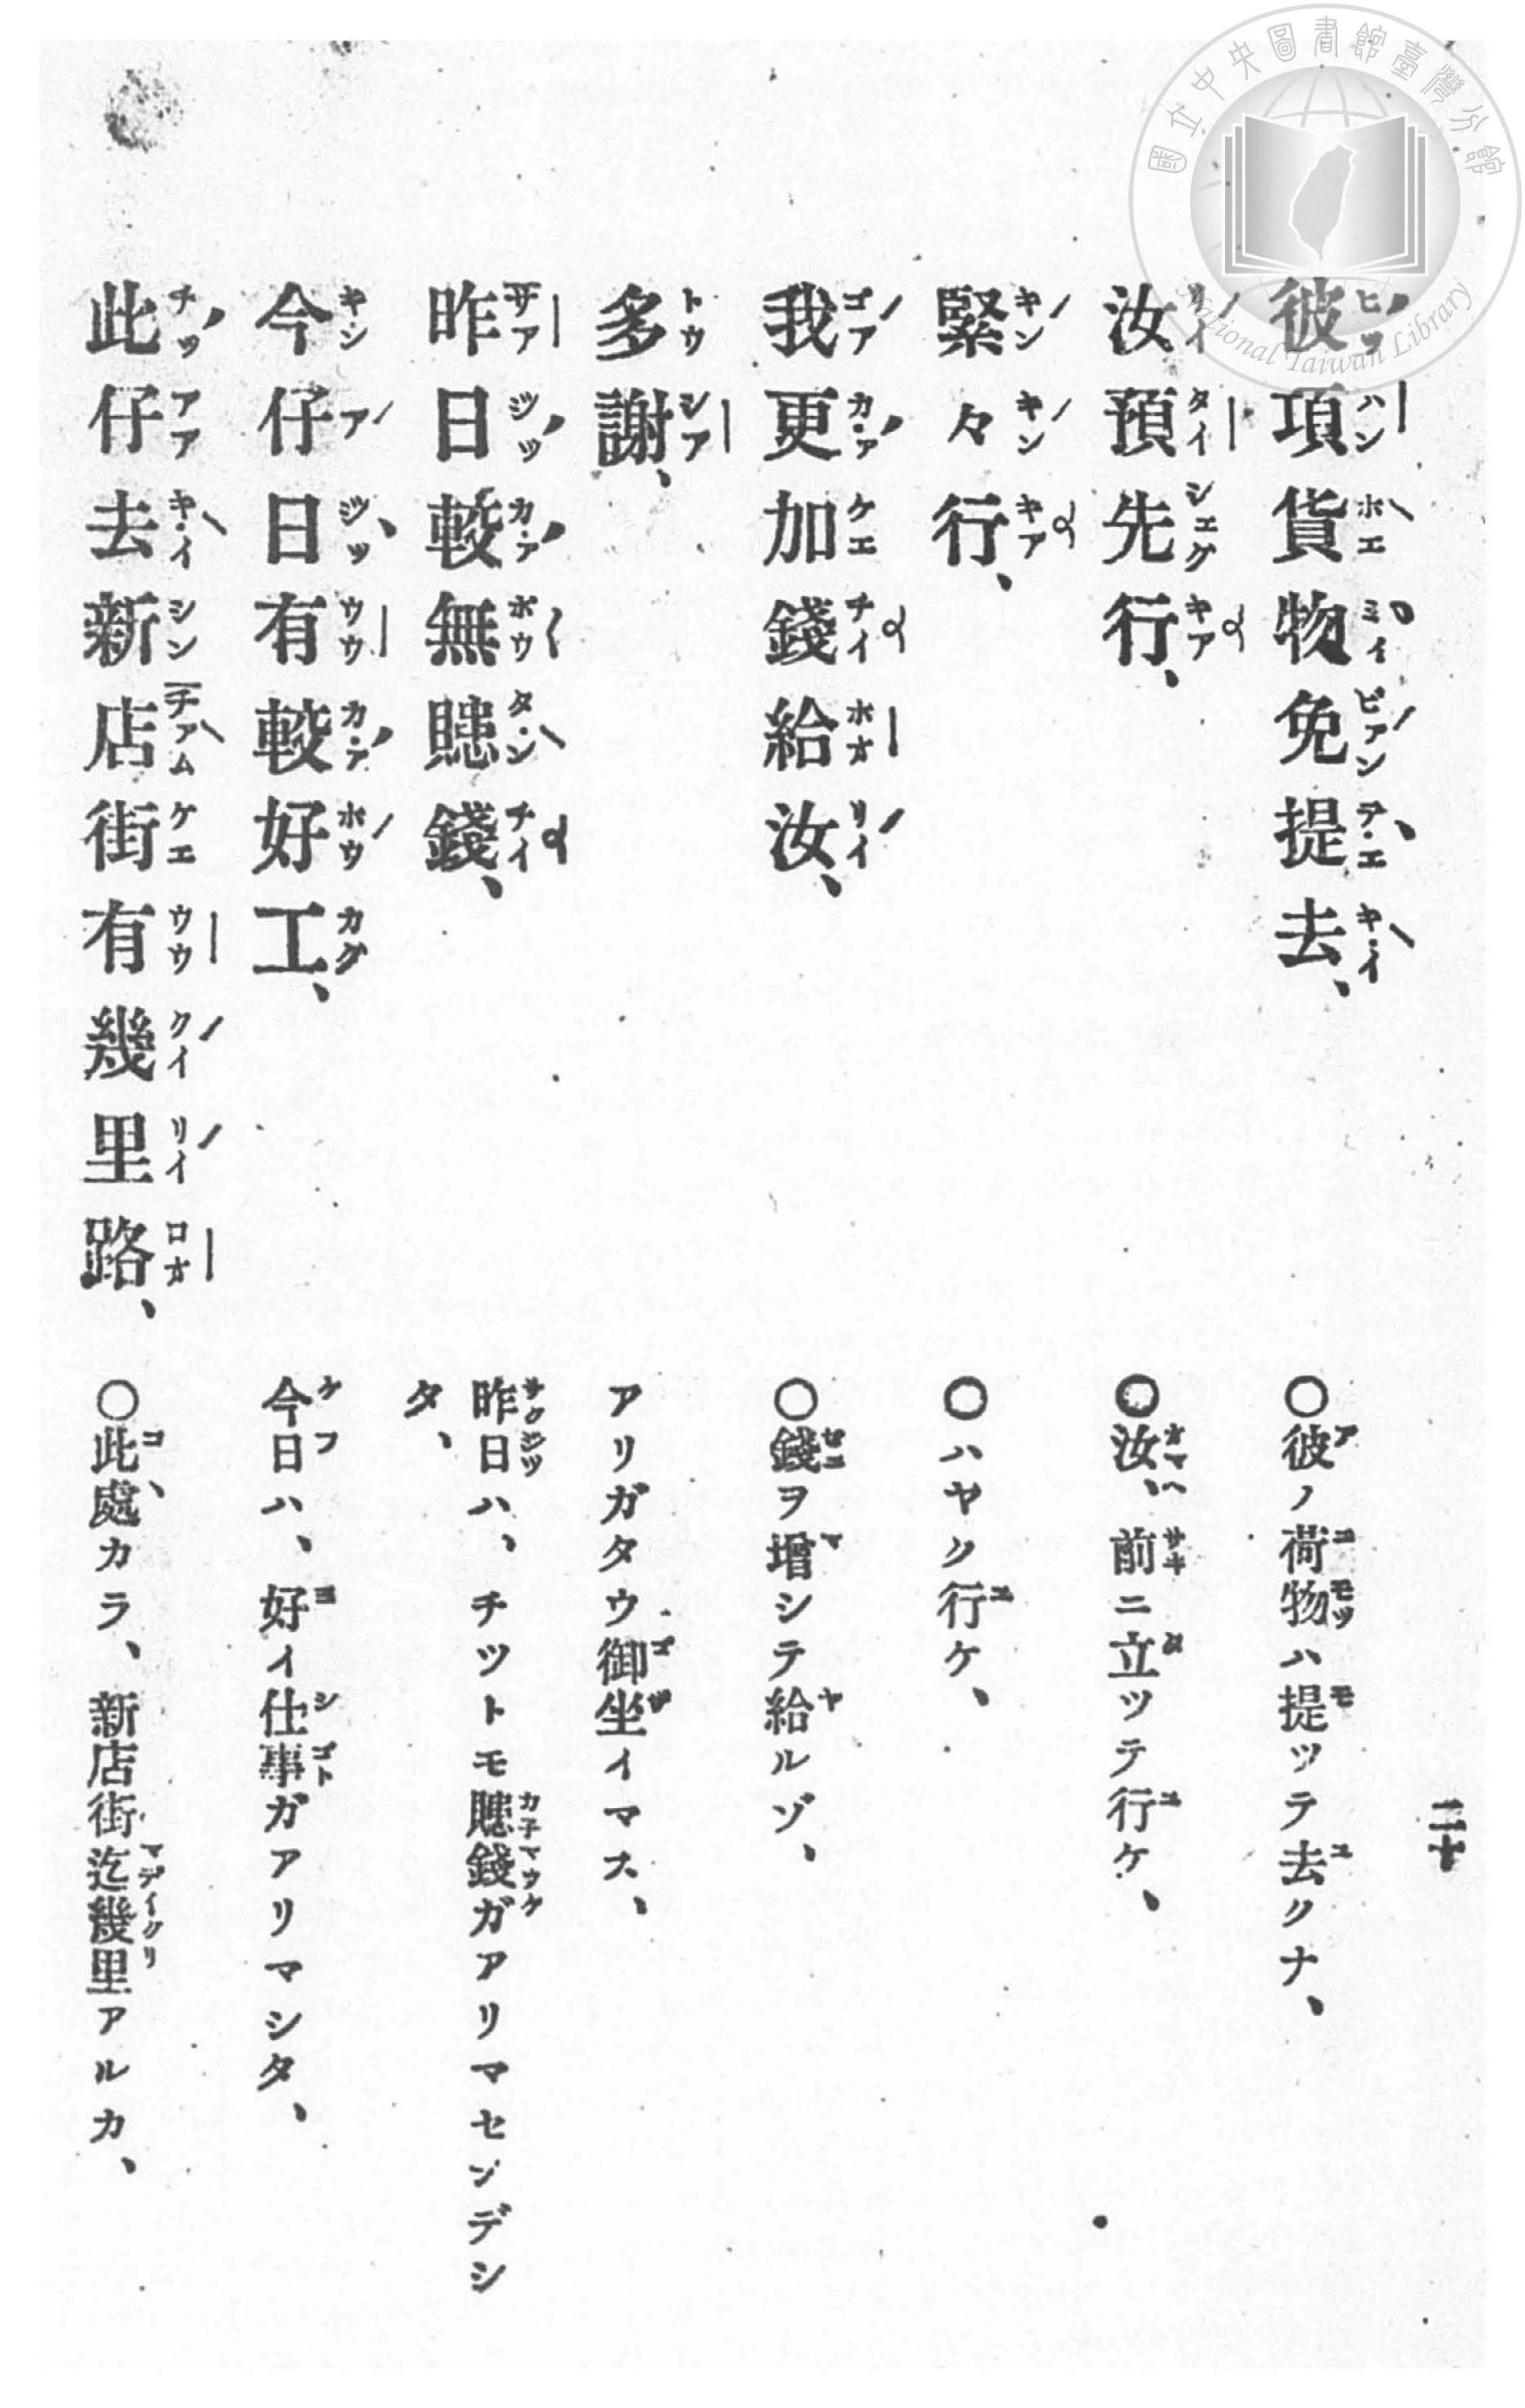 國立中央圖書館臺灣分館
National Taiwan Library
二十
彼項貨物免提去、
○彼ノ荷物ハ提ツテ去クナ、
汝預先行、
○汝、前ニ立ツテ行ケ、
緊々行、
○ハヤク行ケ、
我更加錢給汝、
○錢ヲ增シテ給ルゾ、
多謝、
アリガタウ御坐イマス、
昨日較無賰錢、
昨日ハ、チツトモ賰錢ガアリマセンデシ
タ、
今仔日有較好工、
今日ハ、好イ仕事ガアリマシタ、
此仔去新店街有幾里路、
○此處カラ、新店街迄幾里アルカ、